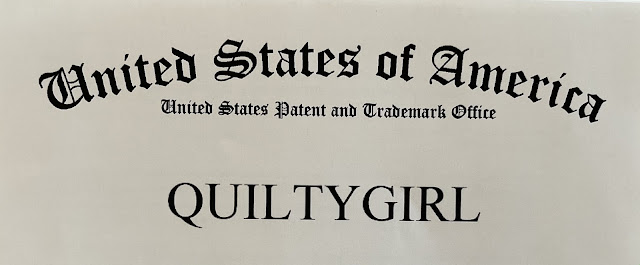 United States of America
United States Patent and Trademark Office
QUILTYGIRL